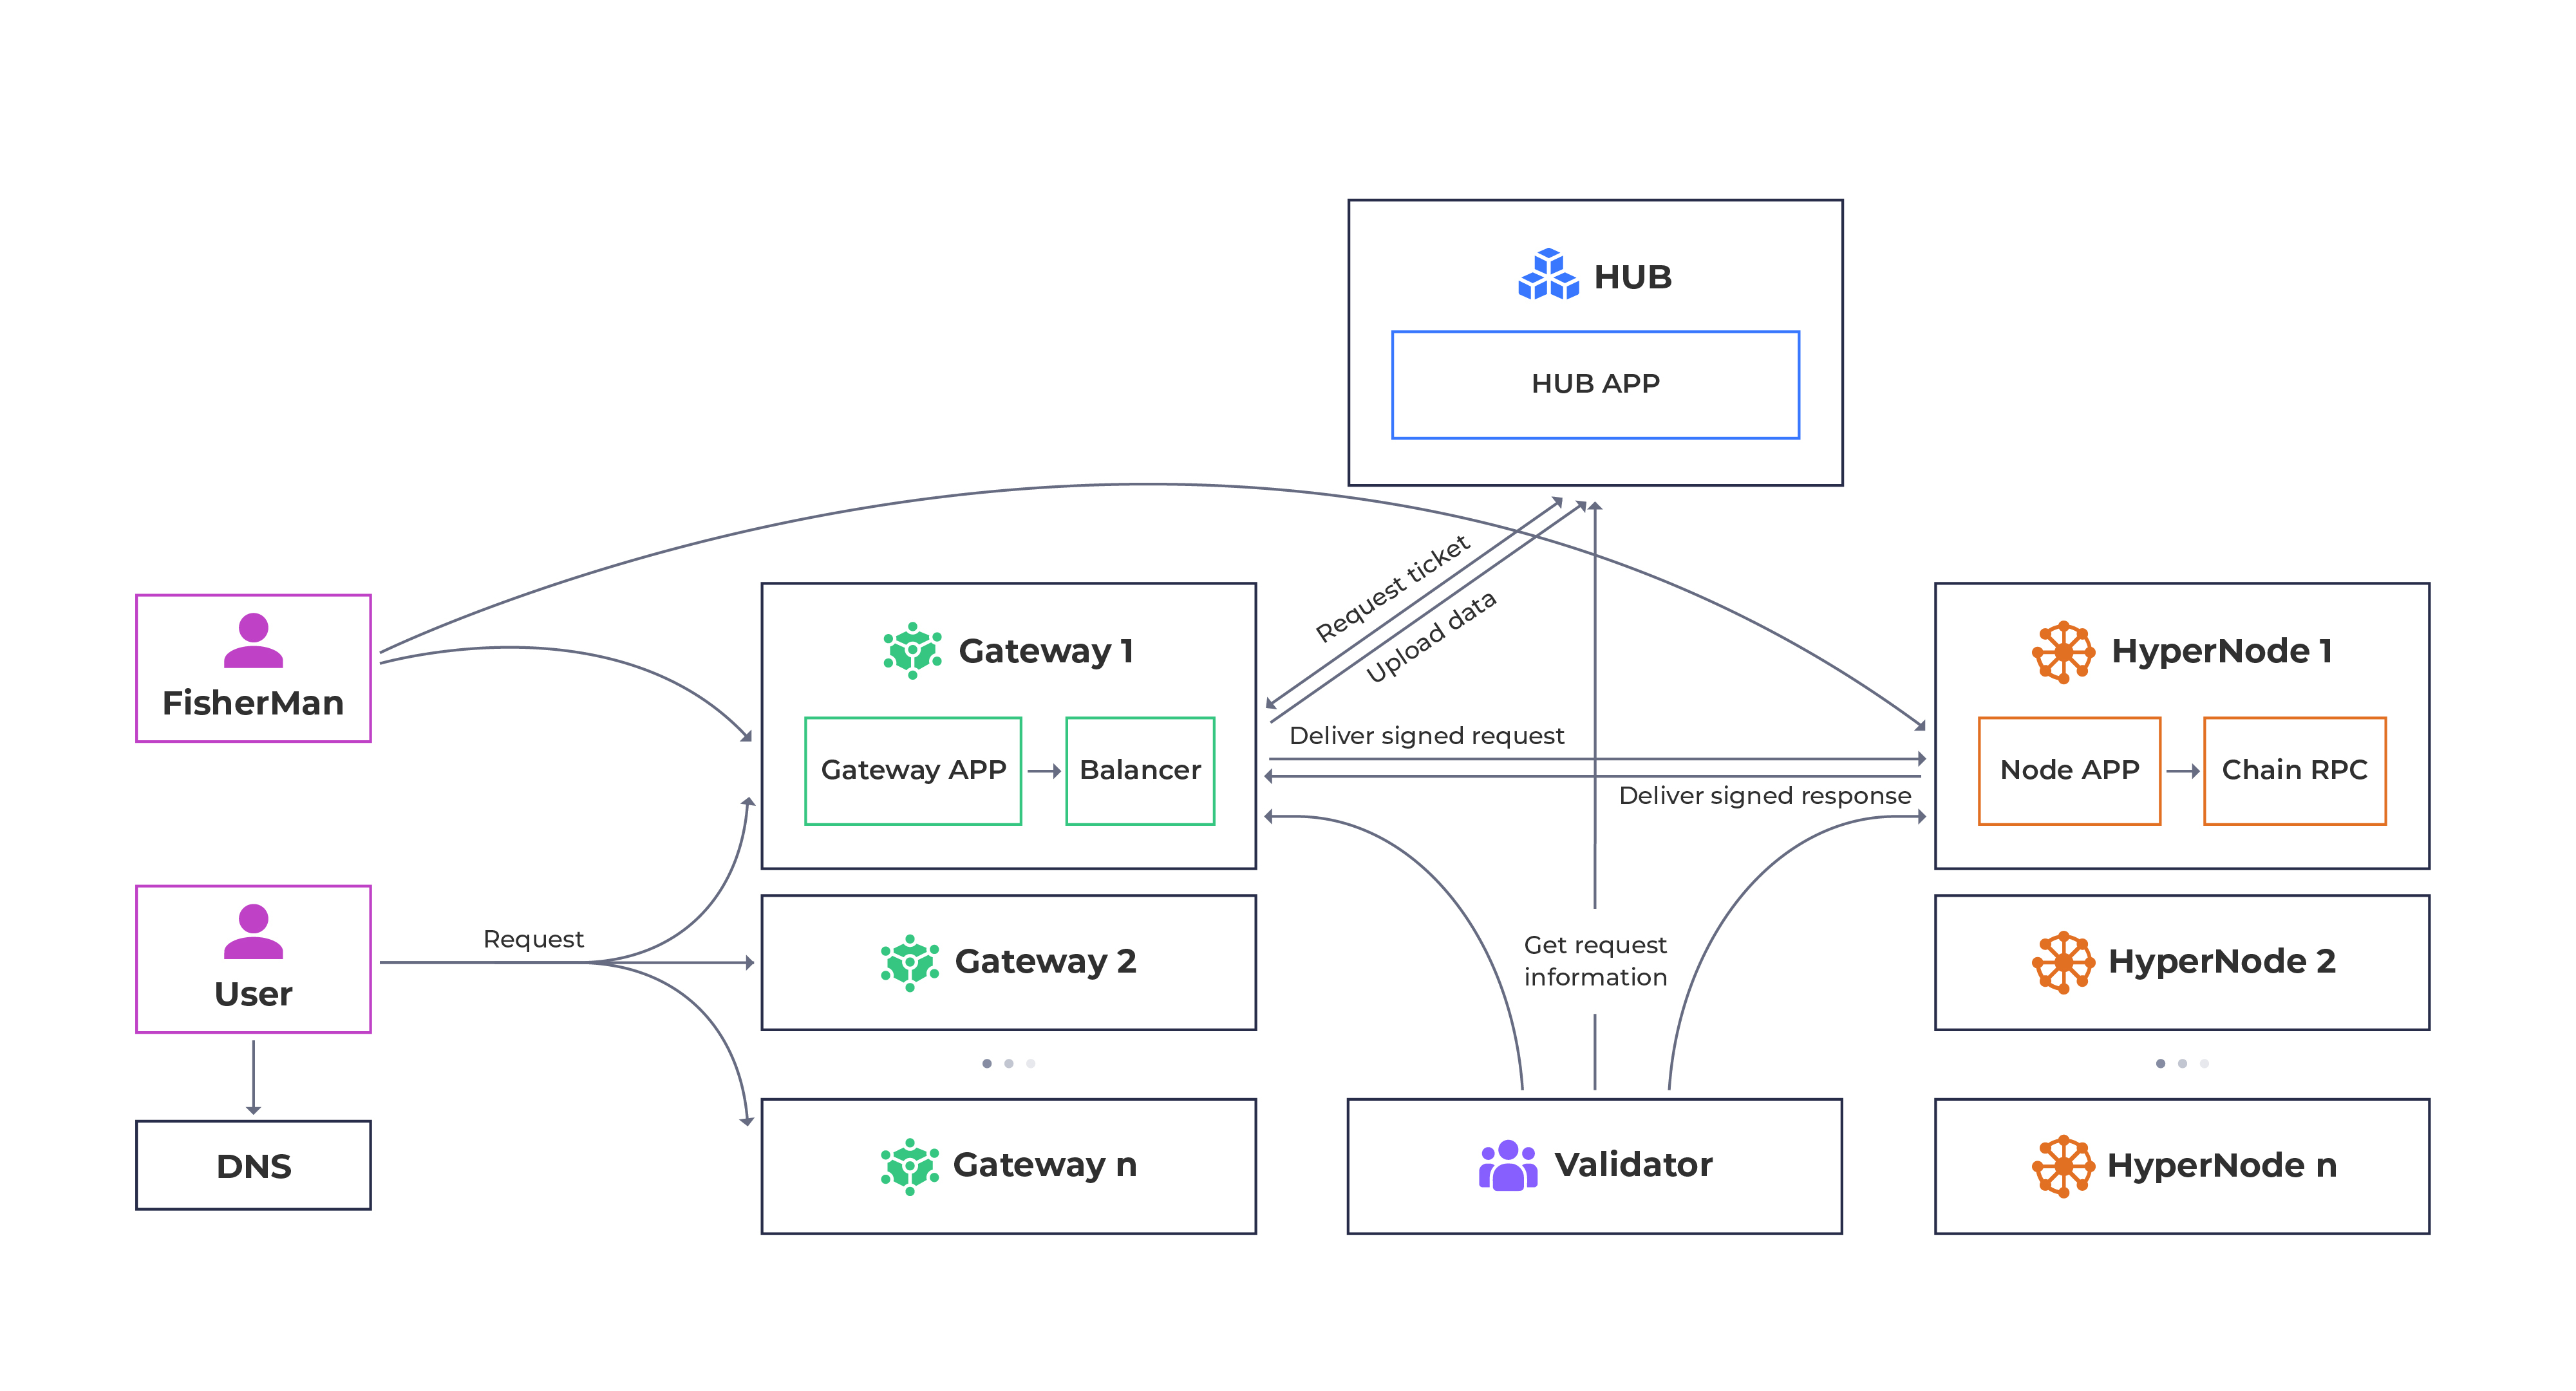 HUB
HUB APP
Request ticket
Upload data
FisherMan
Gateway 1
Gateway APP
Balancer
Deliver signed request
Deliver signed response
HyperNode 1
Node APP
Chain RPC
User
Request
Gateway 2
Get request
information
HyperNode 2
DNS
Gateway n
Validator
HyperNode n